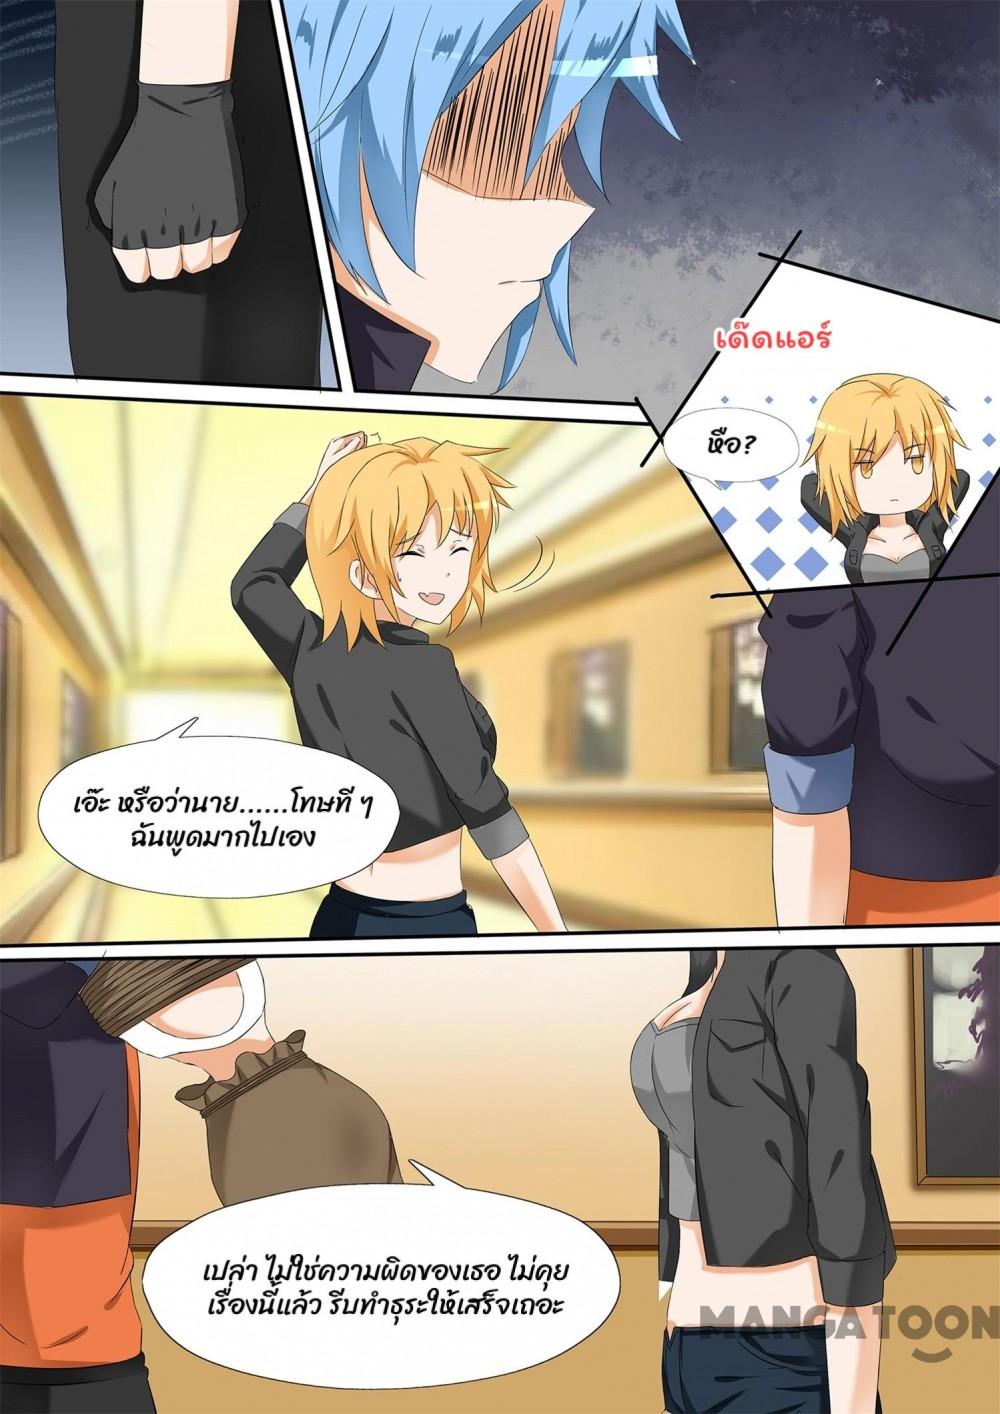 เด๊ดแอร์
หือ?
เอ๊ะ หรือว่านาย......โทษที ๆ
ฉันพูดมากไปเอง
เปล่า ไม่ใช่ความผิดของเธอ ไม่คุย
เรื่องนี้แล้ว รีบทำธุระให้เสร็จเถอะ
MANGATOON